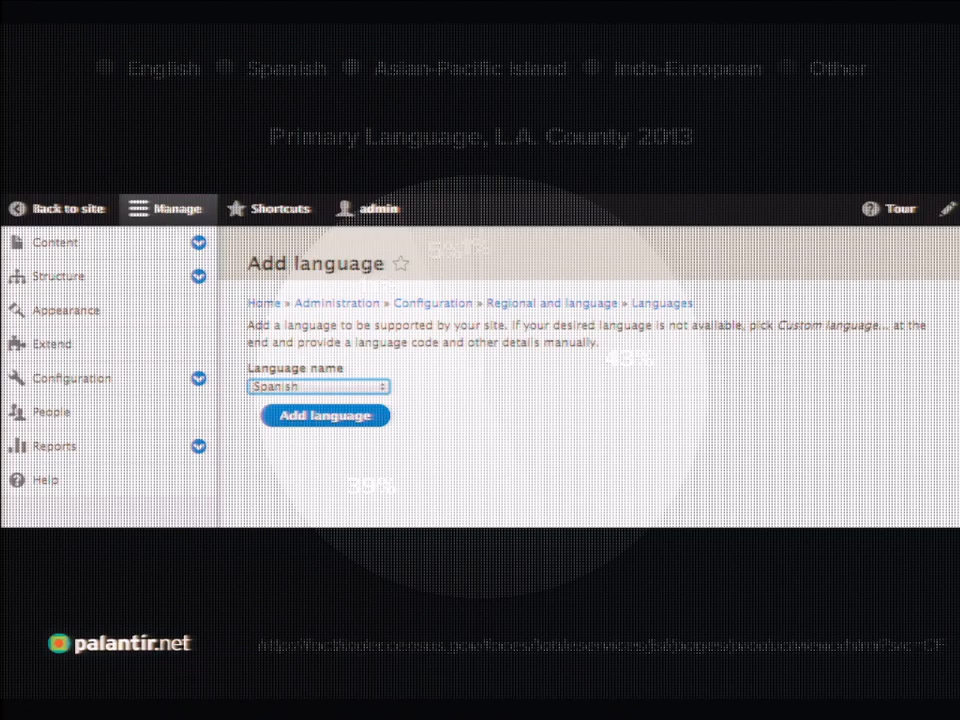 English Spanish Asian-Pacific Island Indo-European Other
Primary Language, L.A. County 2013
Back to site Manage Shortcuts admin Tour
Content
Structure
Appearance
Extend
Configuration
People
Reports
Help
Add language
Home » Administration » Configuration » Regional and language » Languages
Add a language to be supported by your site. If your desired language is not available, pick Custom language... at the
end and provide a language code and other details manually.
Language name
Spanish
Add language
43%
39%
palantir.net